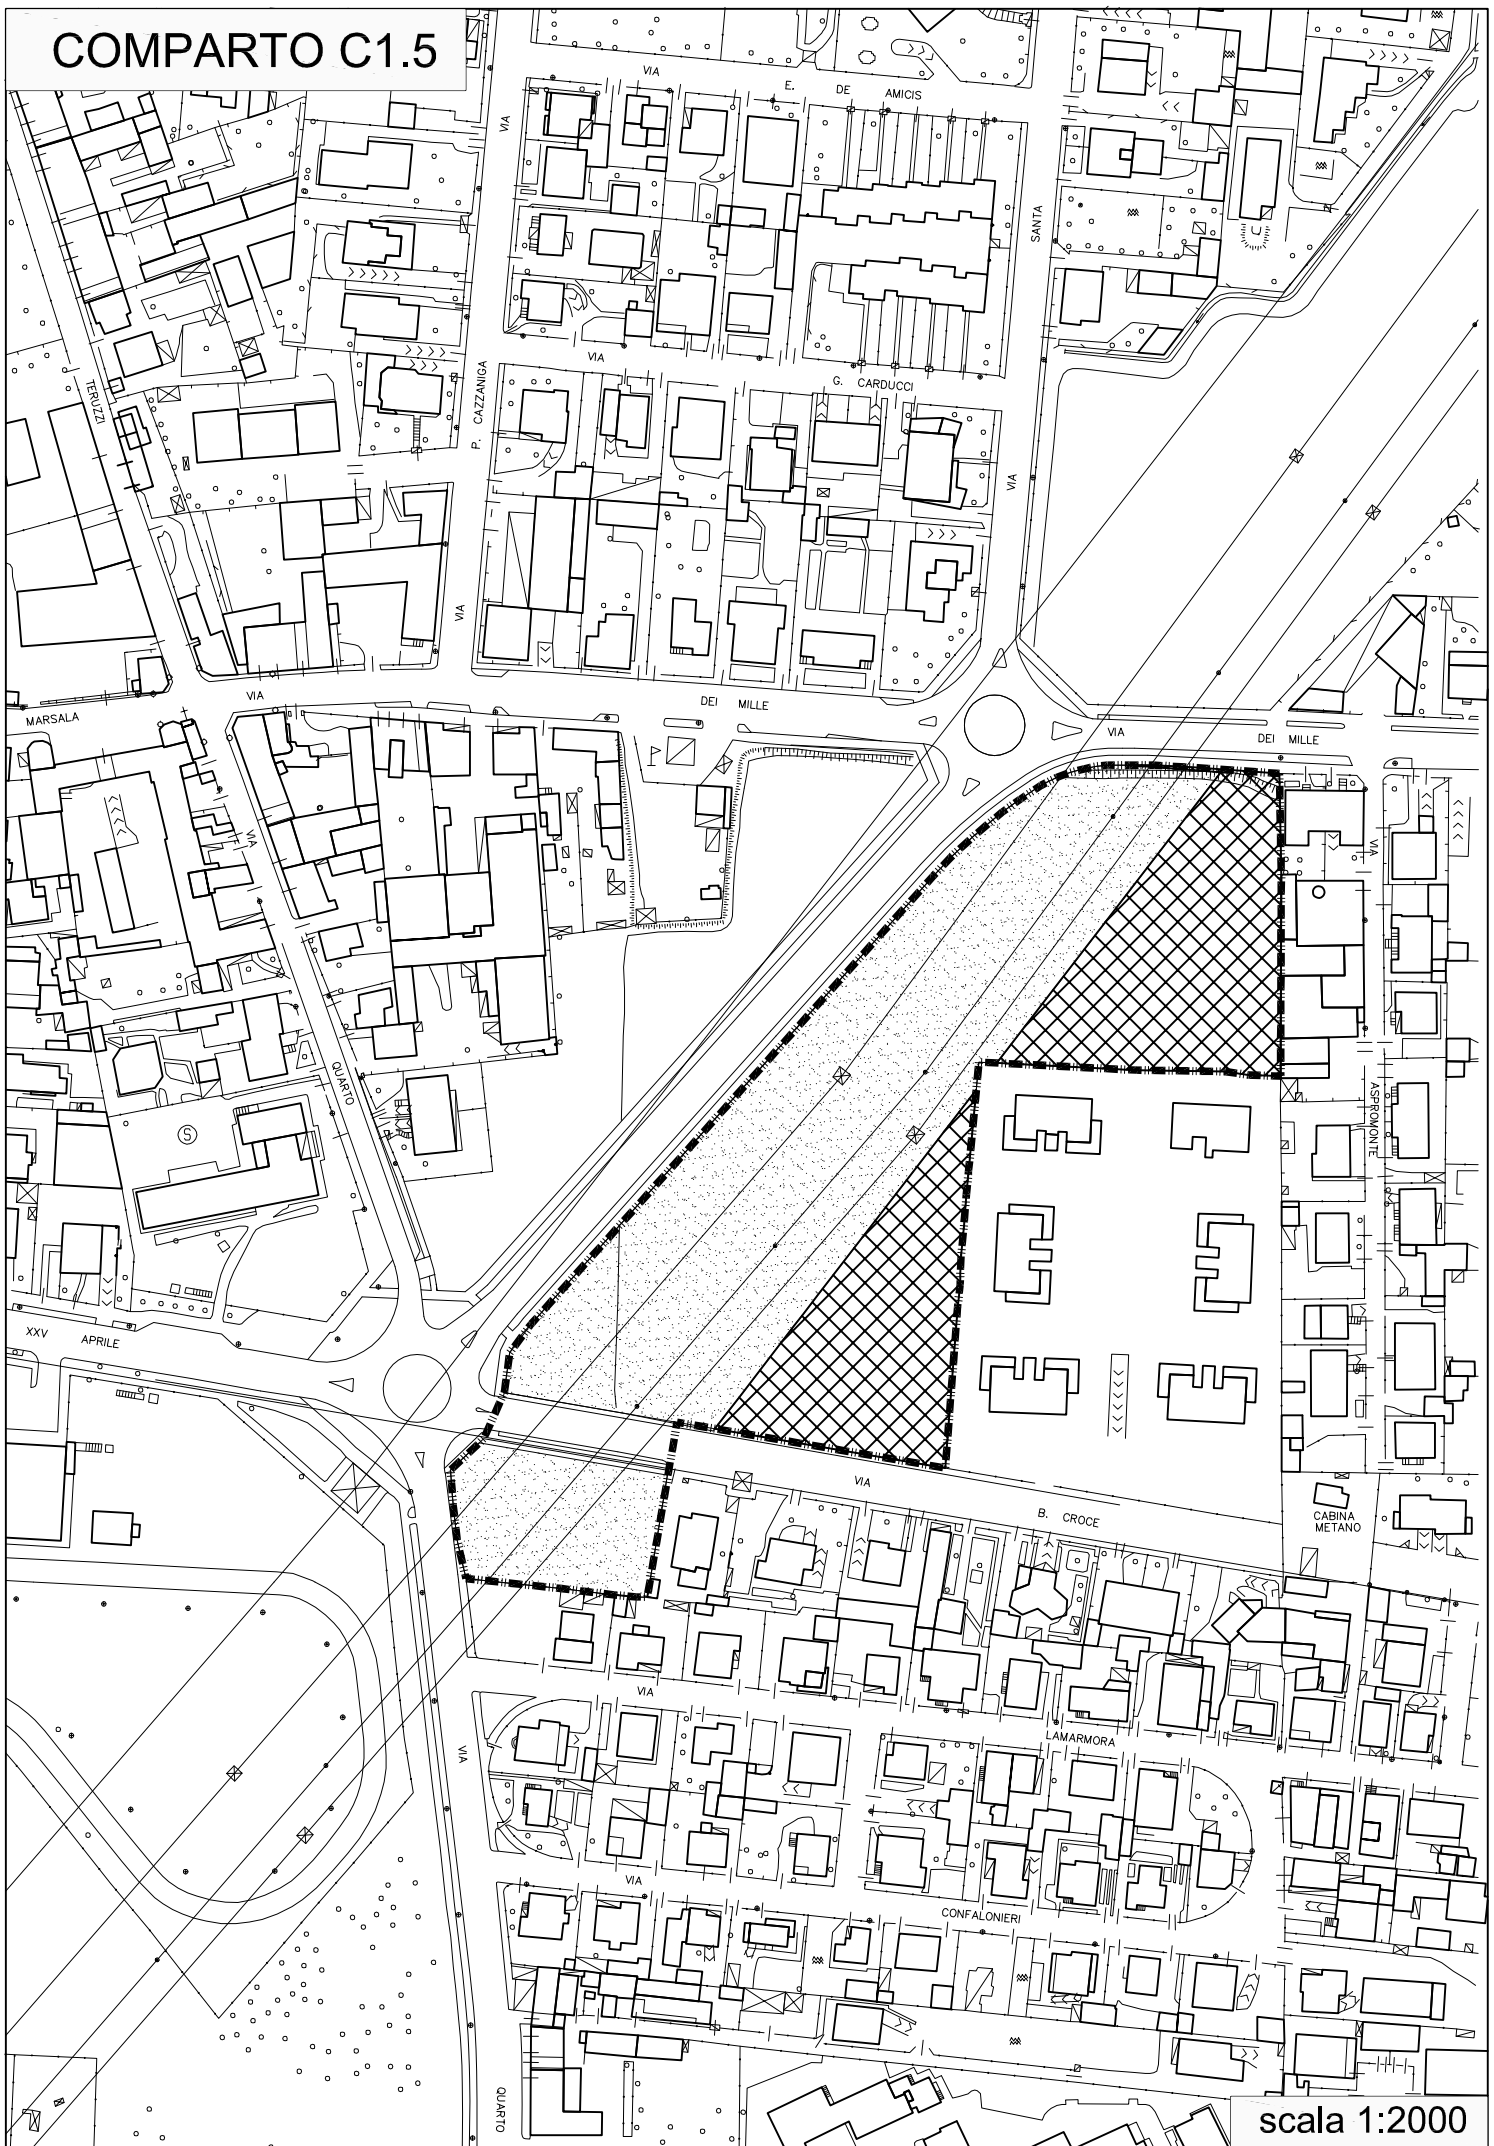 COMPARTO C1.5
VIA
E.
DE
AMICIS
VIA
SANTA
VIA
G. CARDUCCI
TERUZZI
P. CAZZANIGA
VIA
VIA
VIA
DEI MILLE
MARSALA
VIA
DEI MILLE
VIA
VIA
QUARTO
S
ASPROMONTE
XXV
APRILE
VIA
B. CROCE
CABINA
METANO
VIA
LAMARMORA
VIA
VIA
CONFALONIERI
QUARTO
scala 1:2000